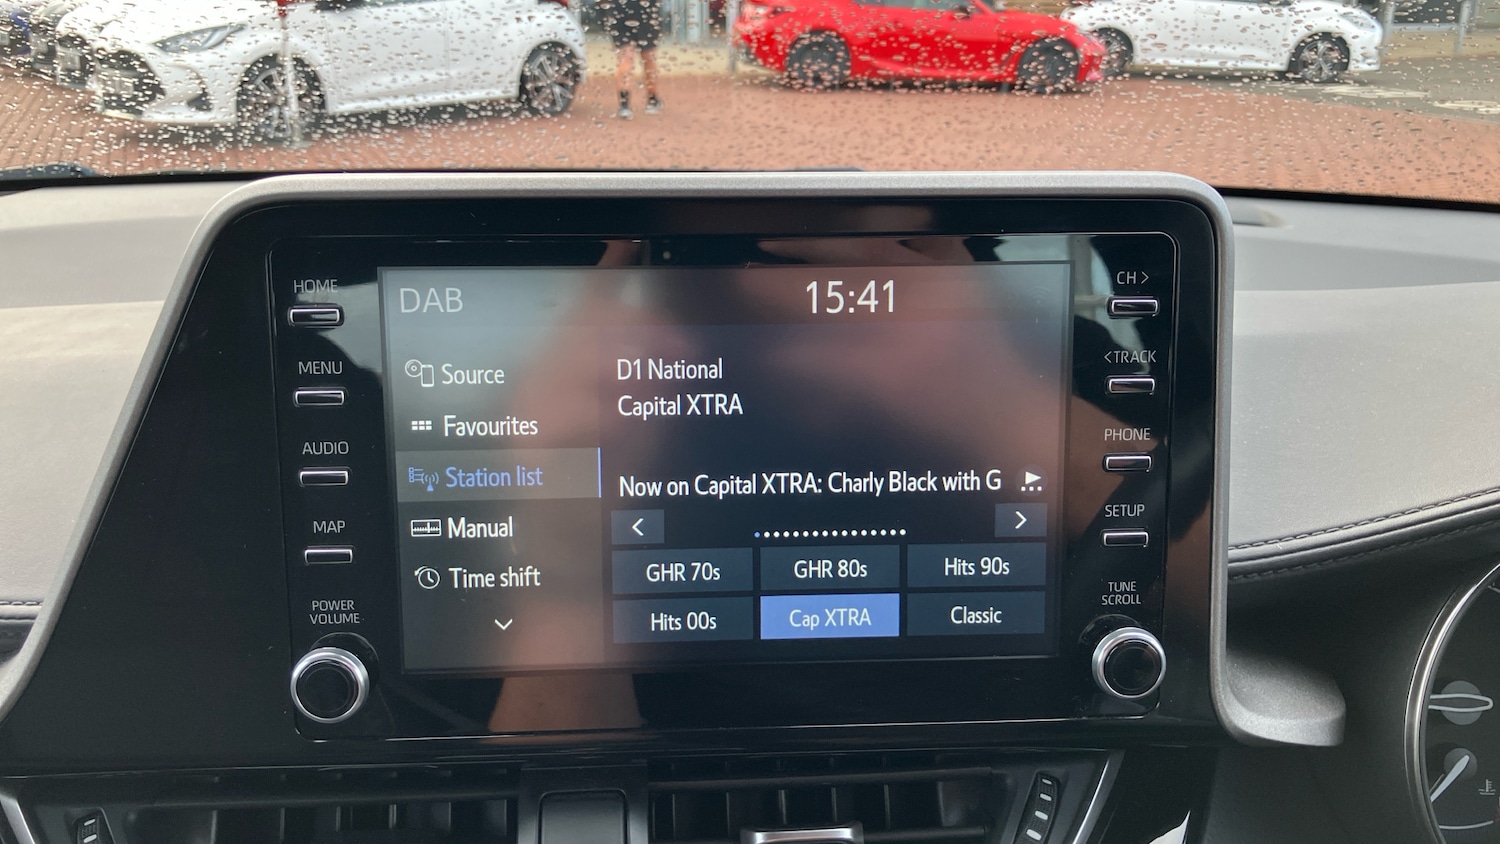 HOME
MENU
AUDIO
MAP
POWER
VOLUME
DAB
15:41
Source
Favourites
Station list
Manual
Time shift
D1 National
Capital XTRA
Now on Capital XTRA: Charly Black with G
<
>
GHR 70s
GHR 80s
Hits 90s
Hits 00s
Cap XTRA
Classic
CH >
< TRACK
PHONE
SETUP
TUNE
SCROLL